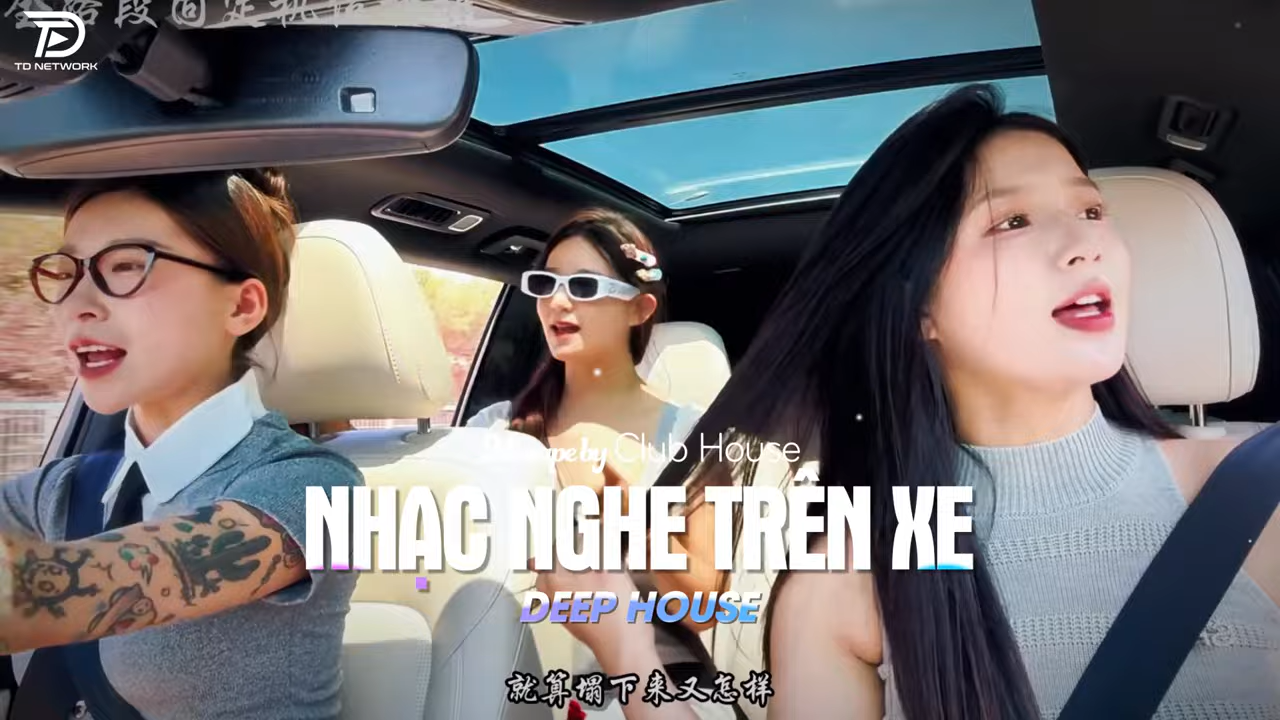 TD NETWORK
Club House
NHẠC NGHE TRÊN XE
DEEP HOUSE
就算塌下来又怎样